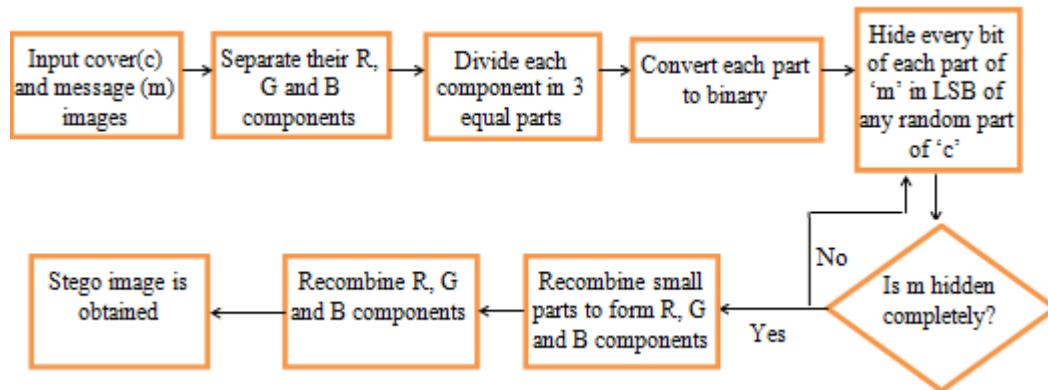 Input cover(c)
and message (m)
images
Separate their R,
G and B
components
Divide each
component in 3
equal parts
Convert each part
to binary
Hide every bit
of each part of
‘m’ in LSB of
any random part
of ‘c’
Is m hidden
completely?
No
Yes
Recombine small
parts to form R, G
and B components
Recombine R, G
and B components
Stego image is
obtained